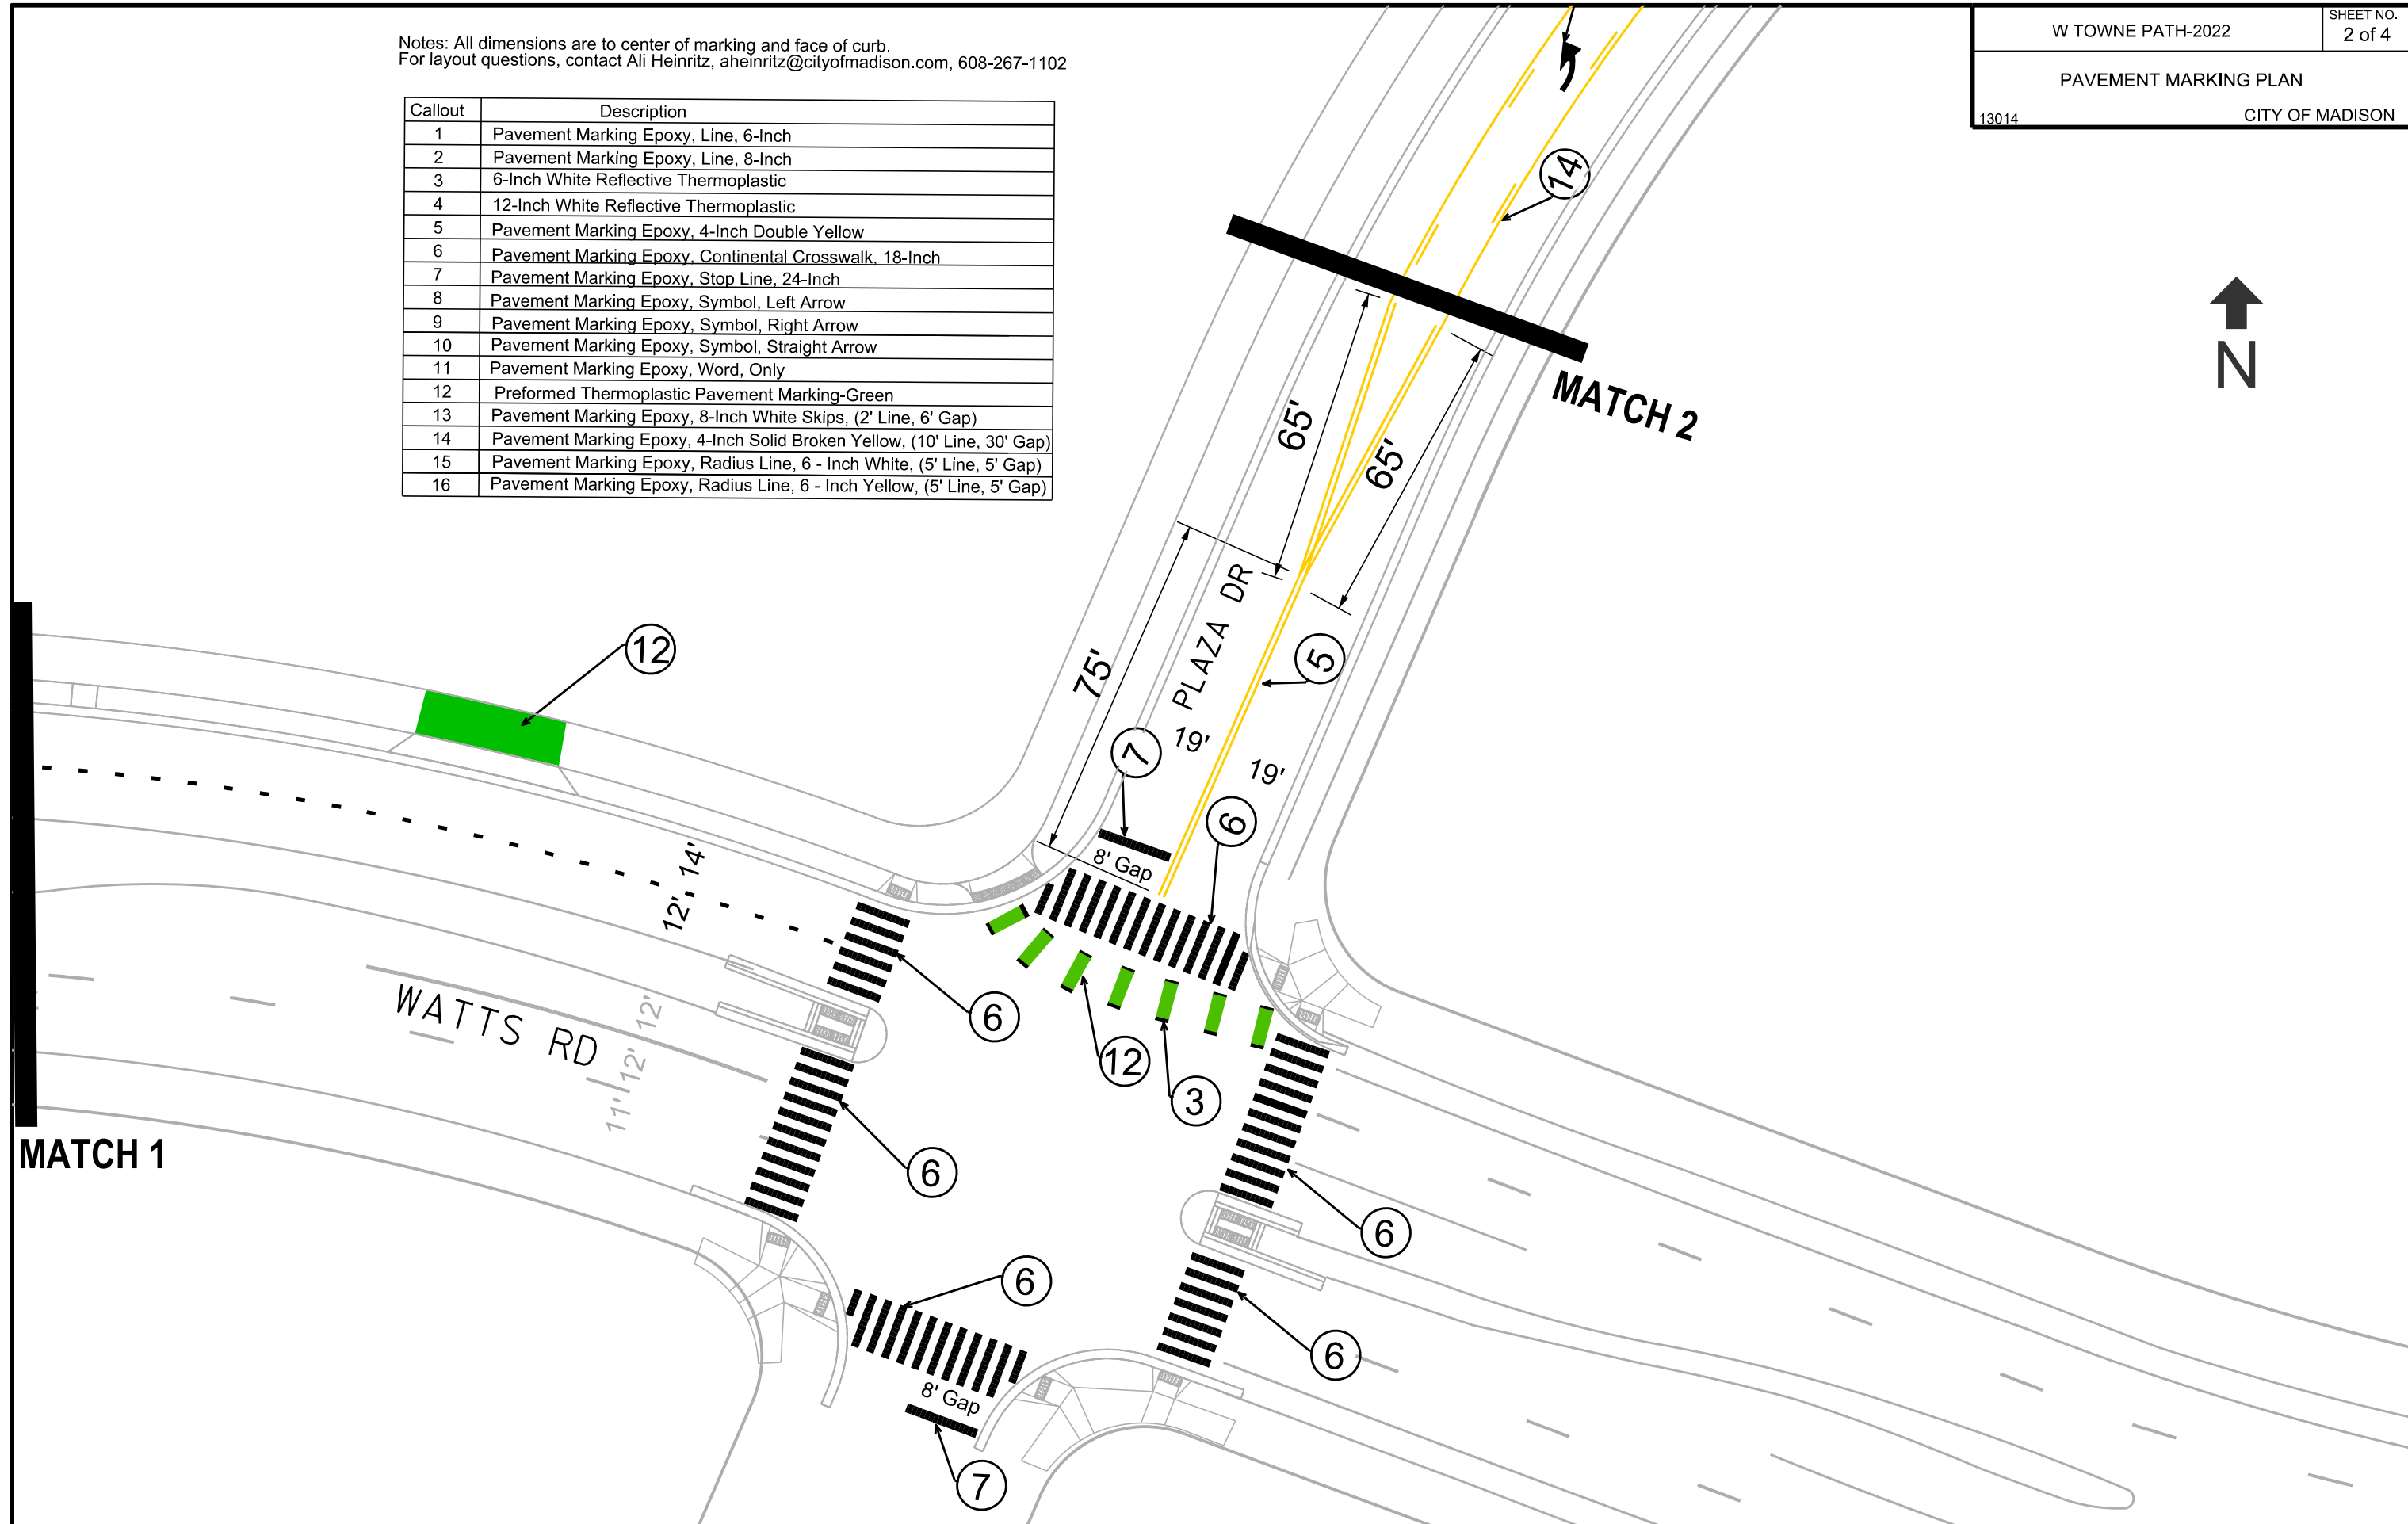 Notes: All dimensions are to center of marking and face of curb.
For layout questions, contact Ali Heinritz, aheinritz@cityofmadison.com, 608-267-1102
W TOWNE PATH-2022
SHEET NO.
2 of 4
PAVEMENT MARKING PLAN
13014
CITY OF MADISON
Callout Description
1 Pavement Marking Epoxy, Line, 6-Inch
2 Pavement Marking Epoxy, Line, 8-Inch
3 6-Inch White Reflective Thermoplastic
4 12-Inch White Reflective Thermoplastic
5 Pavement Marking Epoxy, 4-Inch Double Yellow
6 Pavement Marking Epoxy, Continental Crosswalk, 18-Inch
7 Pavement Marking Epoxy, Stop Line, 24-Inch
8 Pavement Marking Epoxy, Symbol, Left Arrow
9 Pavement Marking Epoxy, Symbol, Right Arrow
10 Pavement Marking Epoxy, Symbol, Straight Arrow
11 Pavement Marking Epoxy, Word, Only
12 Preformed Thermoplastic Pavement Marking-Green
13 Pavement Marking Epoxy, 8-Inch White Skips, (2' Line, 6' Gap)
14 Pavement Marking Epoxy, 4-Inch Solid Broken Yellow, (10' Line, 30' Gap)
15 Pavement Marking Epoxy, Radius Line, 6 - Inch White, (5' Line, 5' Gap)
16 Pavement Marking Epoxy, Radius Line, 6 - Inch Yellow, (5' Line, 5' Gap)
14
N
MATCH 2
65'
65'
PLAZA DR
75'
5
12
7
19'
19'
6
8' Gap
14'
12'
WATTS RD
12'
12'
11'
6
12
3
MATCH 1
6
6
6
6
8' Gap
7